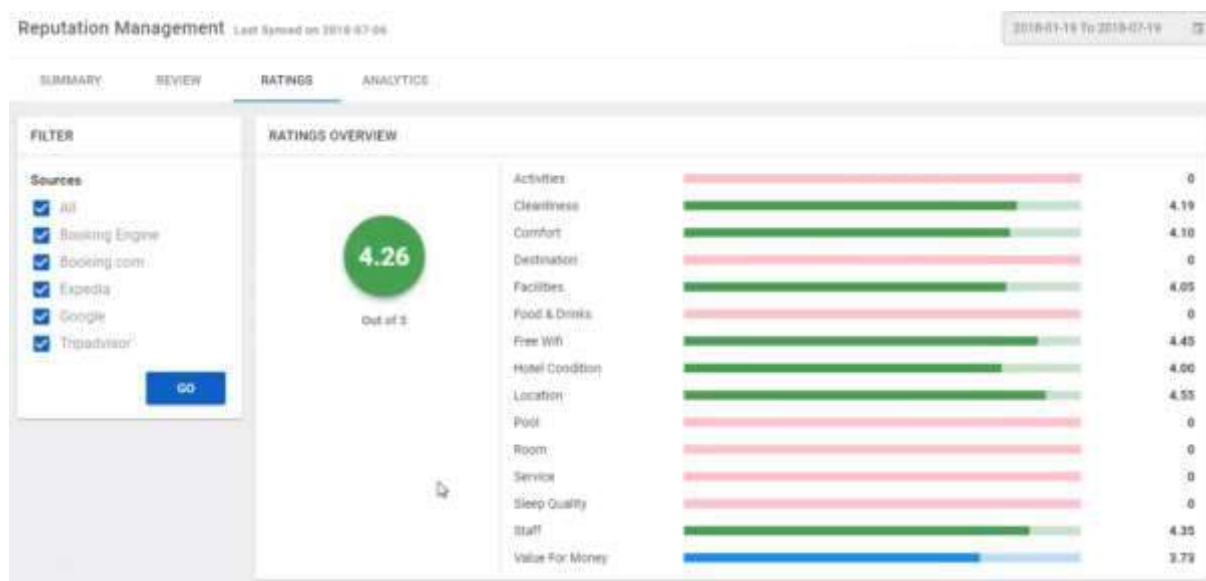 Reputation Management Last Synced on 2018-07-06
2018-01-19 To 2018-07-19
SUMMARY REVIEW RATINGS ANALYTICS
FILTER
Sources
All
Booking Engine
Booking.com
Expedia
Google
Tripadvisor
GO
RATINGS OVERVIEW
4.26
Out of 5
Activities 0
Cleanliness 4.19
Comfort 4.10
Destination 0
Facilities 4.05
Food & Drinks 0
Free Wifi 4.45
Hotel Condition 4.00
Location 4.55
Pool 0
Room 0
Service 0
Sleep Quality 0
Staff 4.35
Value For Money 3.73